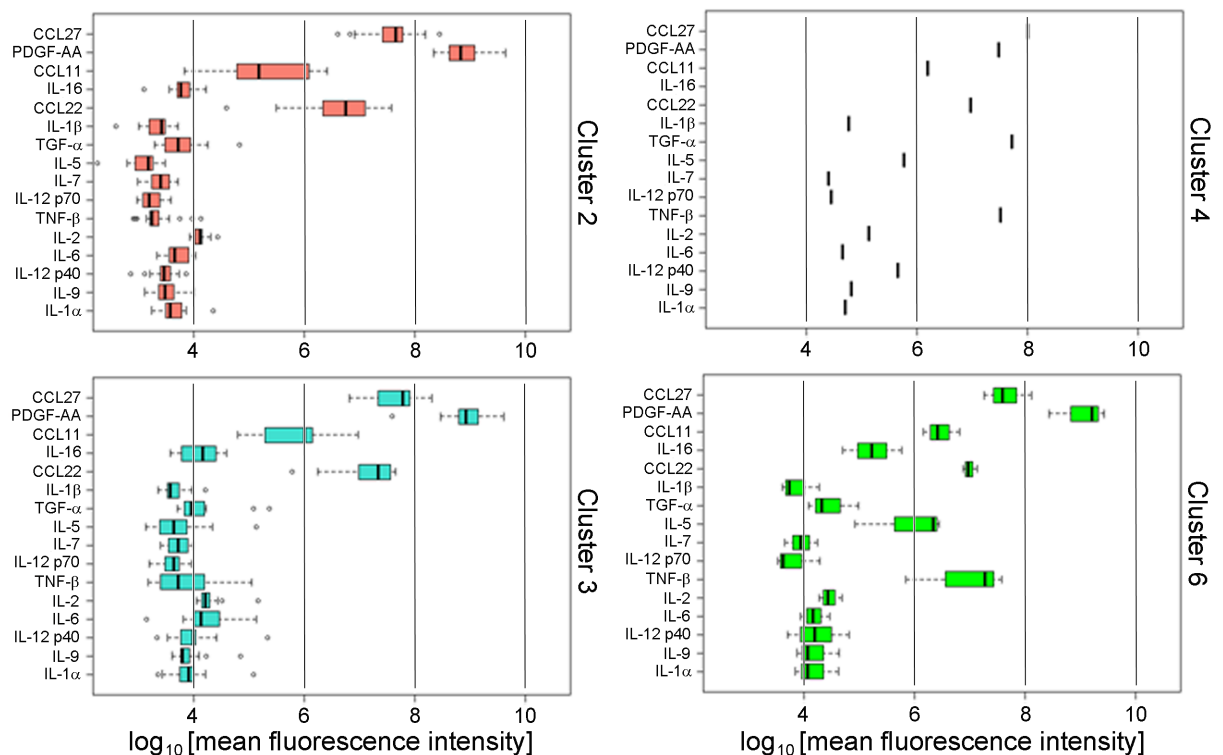 CCL27
PDGF-AA
CCL11
IL-16
CCL22
IL-1β
TGF-α
IL-5
IL-7
IL-12 p70
TNF-β
IL-2
IL-6
IL-12 p40
IL-9
IL-1α
4 6 8 10
Cluster 2
CCL27
PDGF-AA
CCL11
IL-16
CCL22
IL-1β
TGF-α
IL-5
IL-7
IL-12 p70
TNF-β
IL-2
IL-6
IL-12 p40
IL-9
IL-1α
4 6 8 10
Cluster 4
CCL27
PDGF-AA
CCL11
IL-16
CCL22
IL-1β
TGF-α
IL-5
IL-7
IL-12 p70
TNF-β
IL-2
IL-6
IL-12 p40
IL-9
IL-1α
4 6 8 10
log10 [mean fluorescence intensity]
Cluster 3
CCL27
PDGF-AA
CCL11
IL-16
CCL22
IL-1β
TGF-α
IL-5
IL-7
IL-12 p70
TNF-β
IL-2
IL-6
IL-12 p40
IL-9
IL-1α
4 6 8 10
log10 [mean fluorescence intensity]
Cluster 6